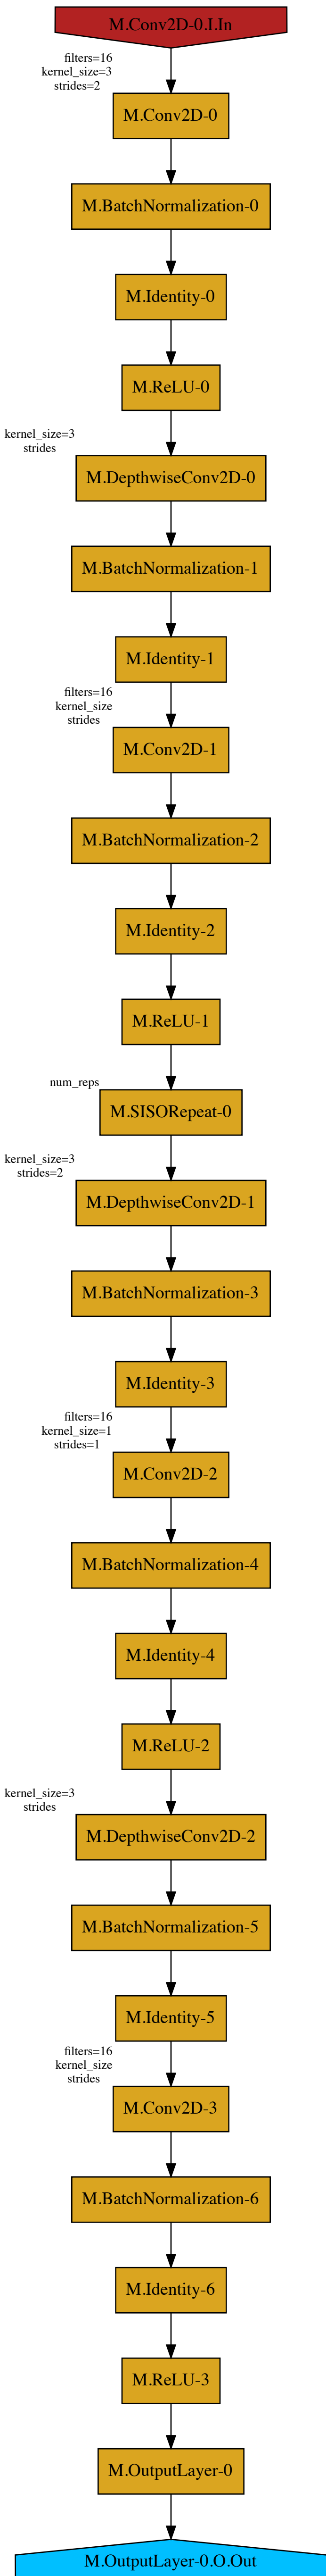 M.Conv2D-0.I.In
filters=16
kernel_size=3
strides=2
M.Conv2D-0
M.BatchNormalization-0
M.Identity-0
M.ReLU-0
kernel_size=3
strides
M.DepthwiseConv2D-0
M.BatchNormalization-1
M.Identity-1
filters=16
kernel_size
strides
M.Conv2D-1
M.BatchNormalization-2
M.Identity-2
M.ReLU-1
num_reps
M.SISORepeat-0
kernel_size=3
strides=2
M.DepthwiseConv2D-1
M.BatchNormalization-3
M.Identity-3
filters=16
kernel_size=1
strides=1
M.Conv2D-2
M.BatchNormalization-4
M.Identity-4
M.ReLU-2
kernel_size=3
strides
M.DepthwiseConv2D-2
M.BatchNormalization-5
M.Identity-5
filters=16
kernel_size
strides
M.Conv2D-3
M.BatchNormalization-6
M.Identity-6
M.ReLU-3
M.OutputLayer-0
M.OutputLayer-0.O.Out